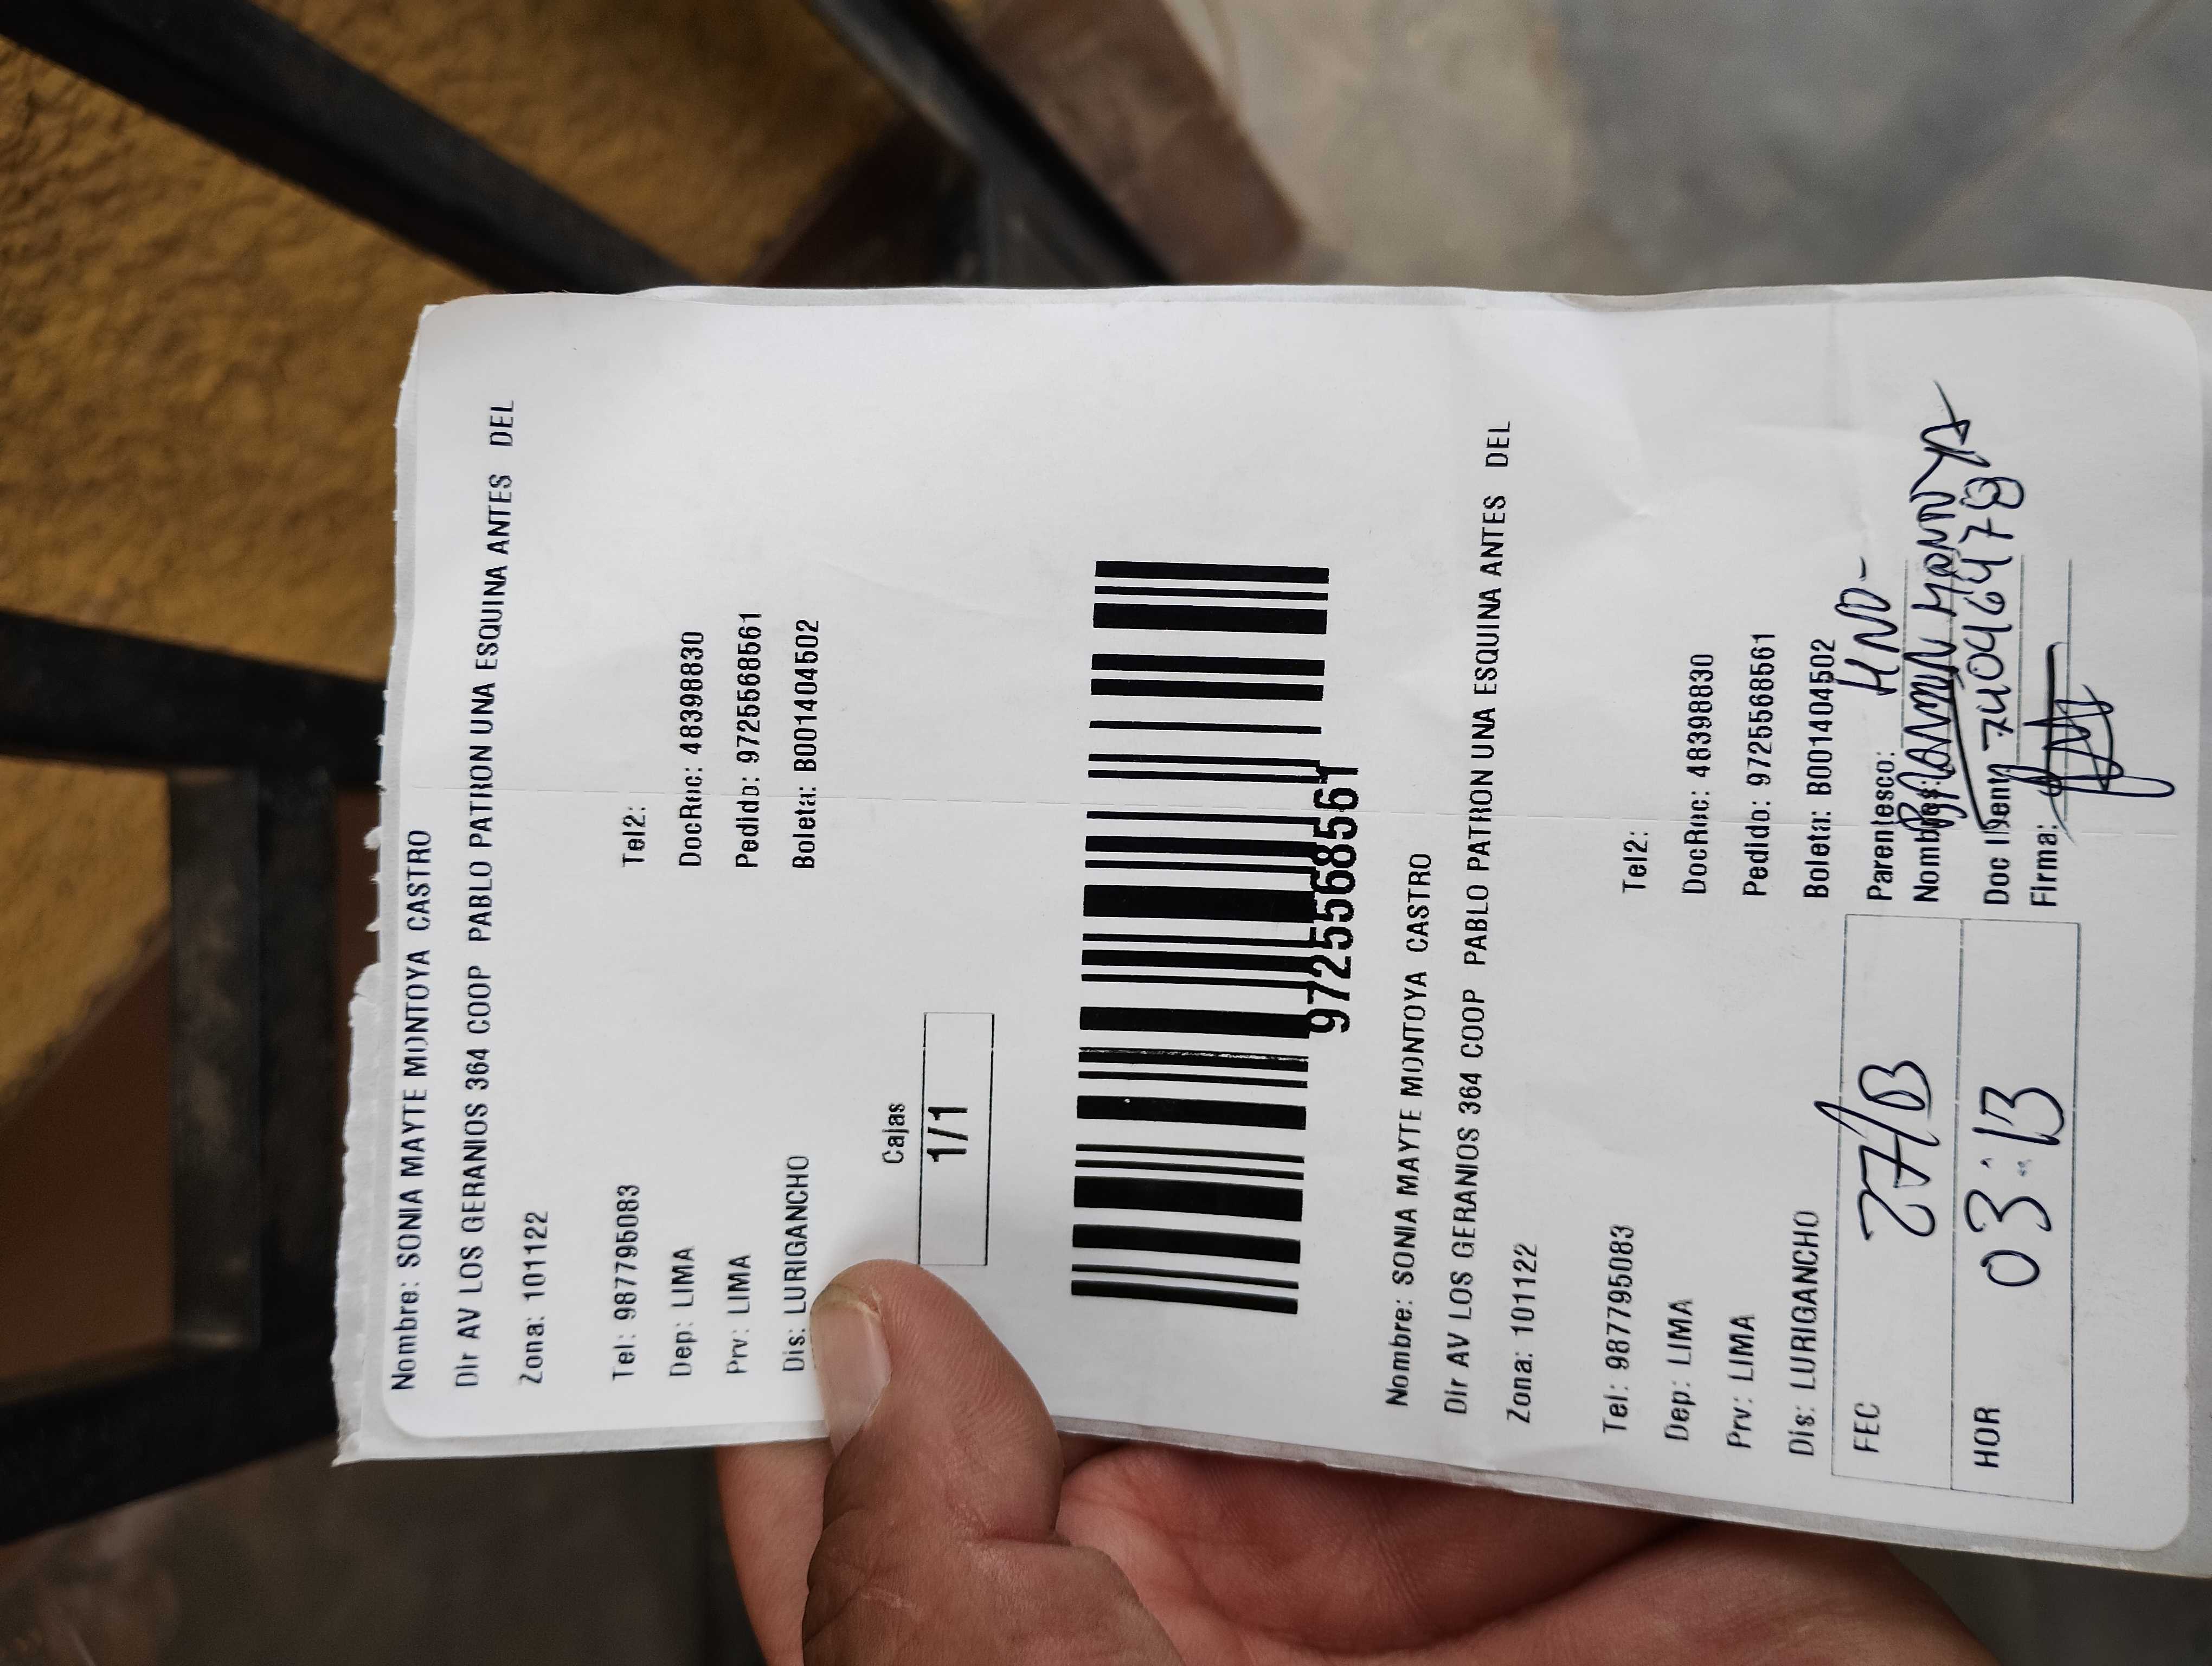 Nombre: SONIA MAYTE MONTOYA CASTRO
Dir AV LOS GERANIOS 364 COOP PABLO PATRON UNA ESQUINA ANTES DEL
Zona: 101122
Tel: 987795083 Tel2:
Dep: LIMA DocRuc: 48398830
Prv: LIMA Pedido: 9725568561
Dis: LURIGANCHO Boleta: B001404502
Cajas
1/1
9725568561
Nombre: SONIA MAYTE MONTOYA CASTRO
Dir AV LOS GERANIOS 364 COOP PABLO PATRON UNA ESQUINA ANTES DEL
Zona: 101122
Tel: 987795083 Tel2:
Dep: LIMA DocRuc: 48398830
Prv: LIMA Pedido: 9725568561
Dis: LURIGANCHO Boleta: B001404502
FEC 27/B Parentesco: HNO-
Nombres:
HOR 03:13 Doc Iden
Firma: